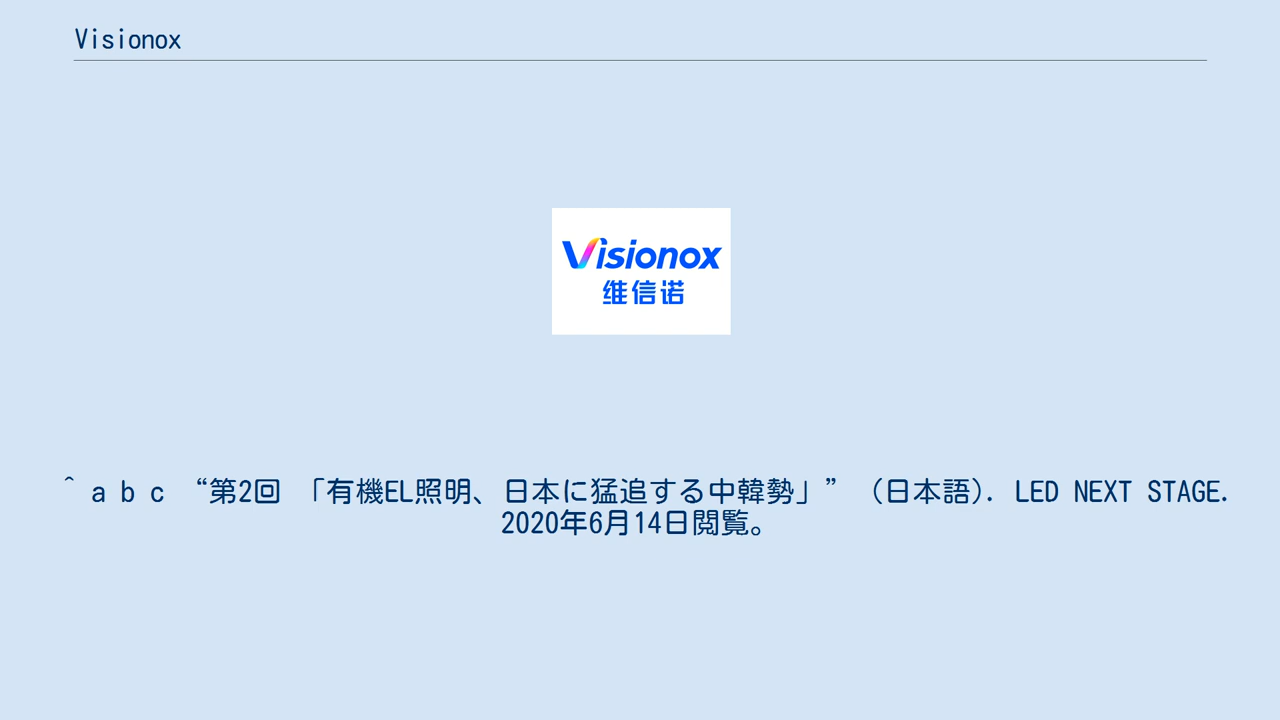 Visionox
Visionox
维信诺
^ a b c “第2回 「有機EL照明、日本に猛追する中韓勢」” (日本語). LED NEXT STAGE.
2020年6月14日閲覧。